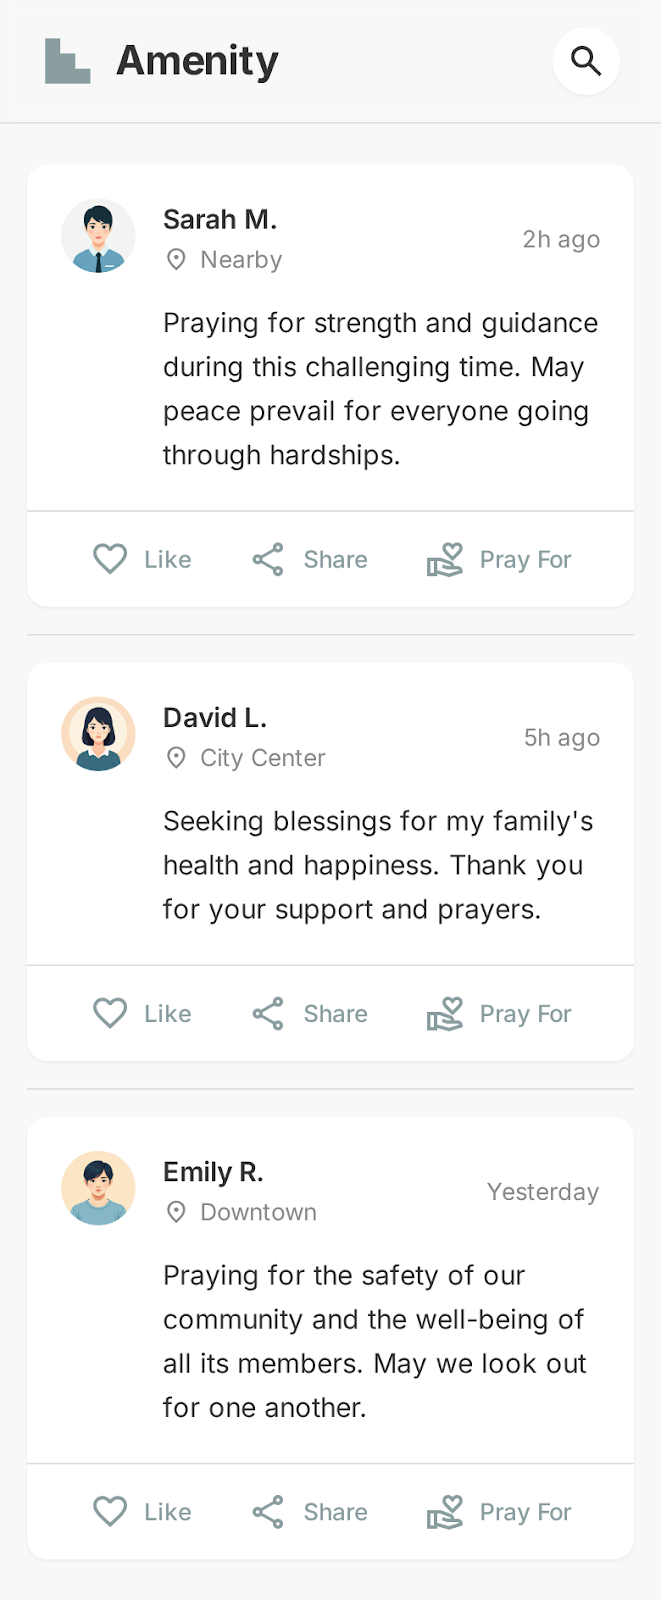 Amenity
Sarah M.
Nearby
2h ago
Praying for strength and guidance
during this challenging time. May
peace prevail for everyone going
through hardships.
Like Share Pray For
David L.
City Center
5h ago
Seeking blessings for my family's
health and happiness. Thank you
for your support and prayers.
Like Share Pray For
Emily R.
Downtown
Yesterday
Praying for the safety of our
community and the well-being of
all its members. May we look out
for one another.
Like Share Pray For